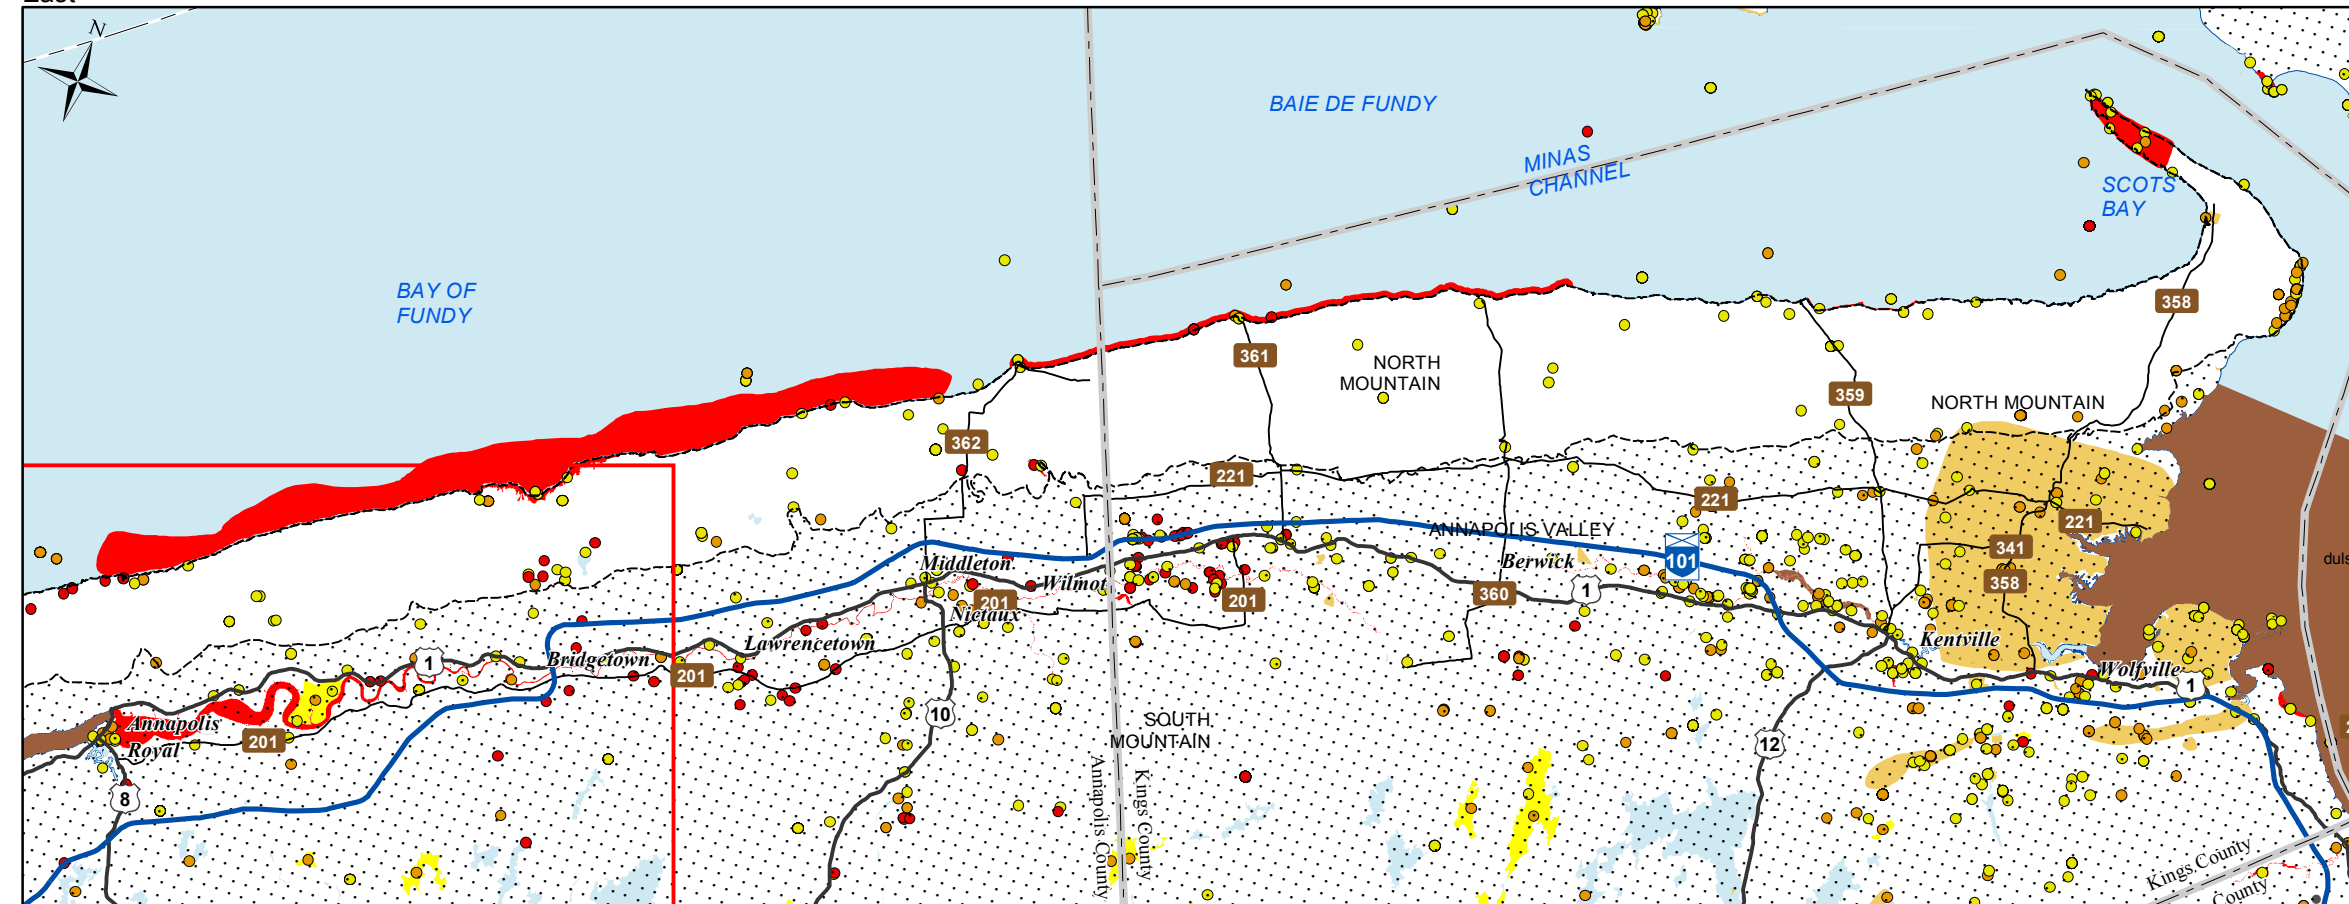 East
N
BAIE DE FUNDY
MINAS
CHANNEL
SCOTS
BAY
BAY OF
FUNDY
358
361
NORTH
MOUNTAIN
359
NORTH MOUNTAIN
362
221
221
221
ANNAPOLIS VALLEY
341
101
358
Middleton
Berwick
Wilmot
1
360
201
201
Nictaux
Kentville
Lawrencetown
1
Bridgetown
201
Wolfville
1
Annapolis
Royal
201
10
SOUTH
MOUNTAIN
12
8
Annapolis County
Kings County
Kings County
County